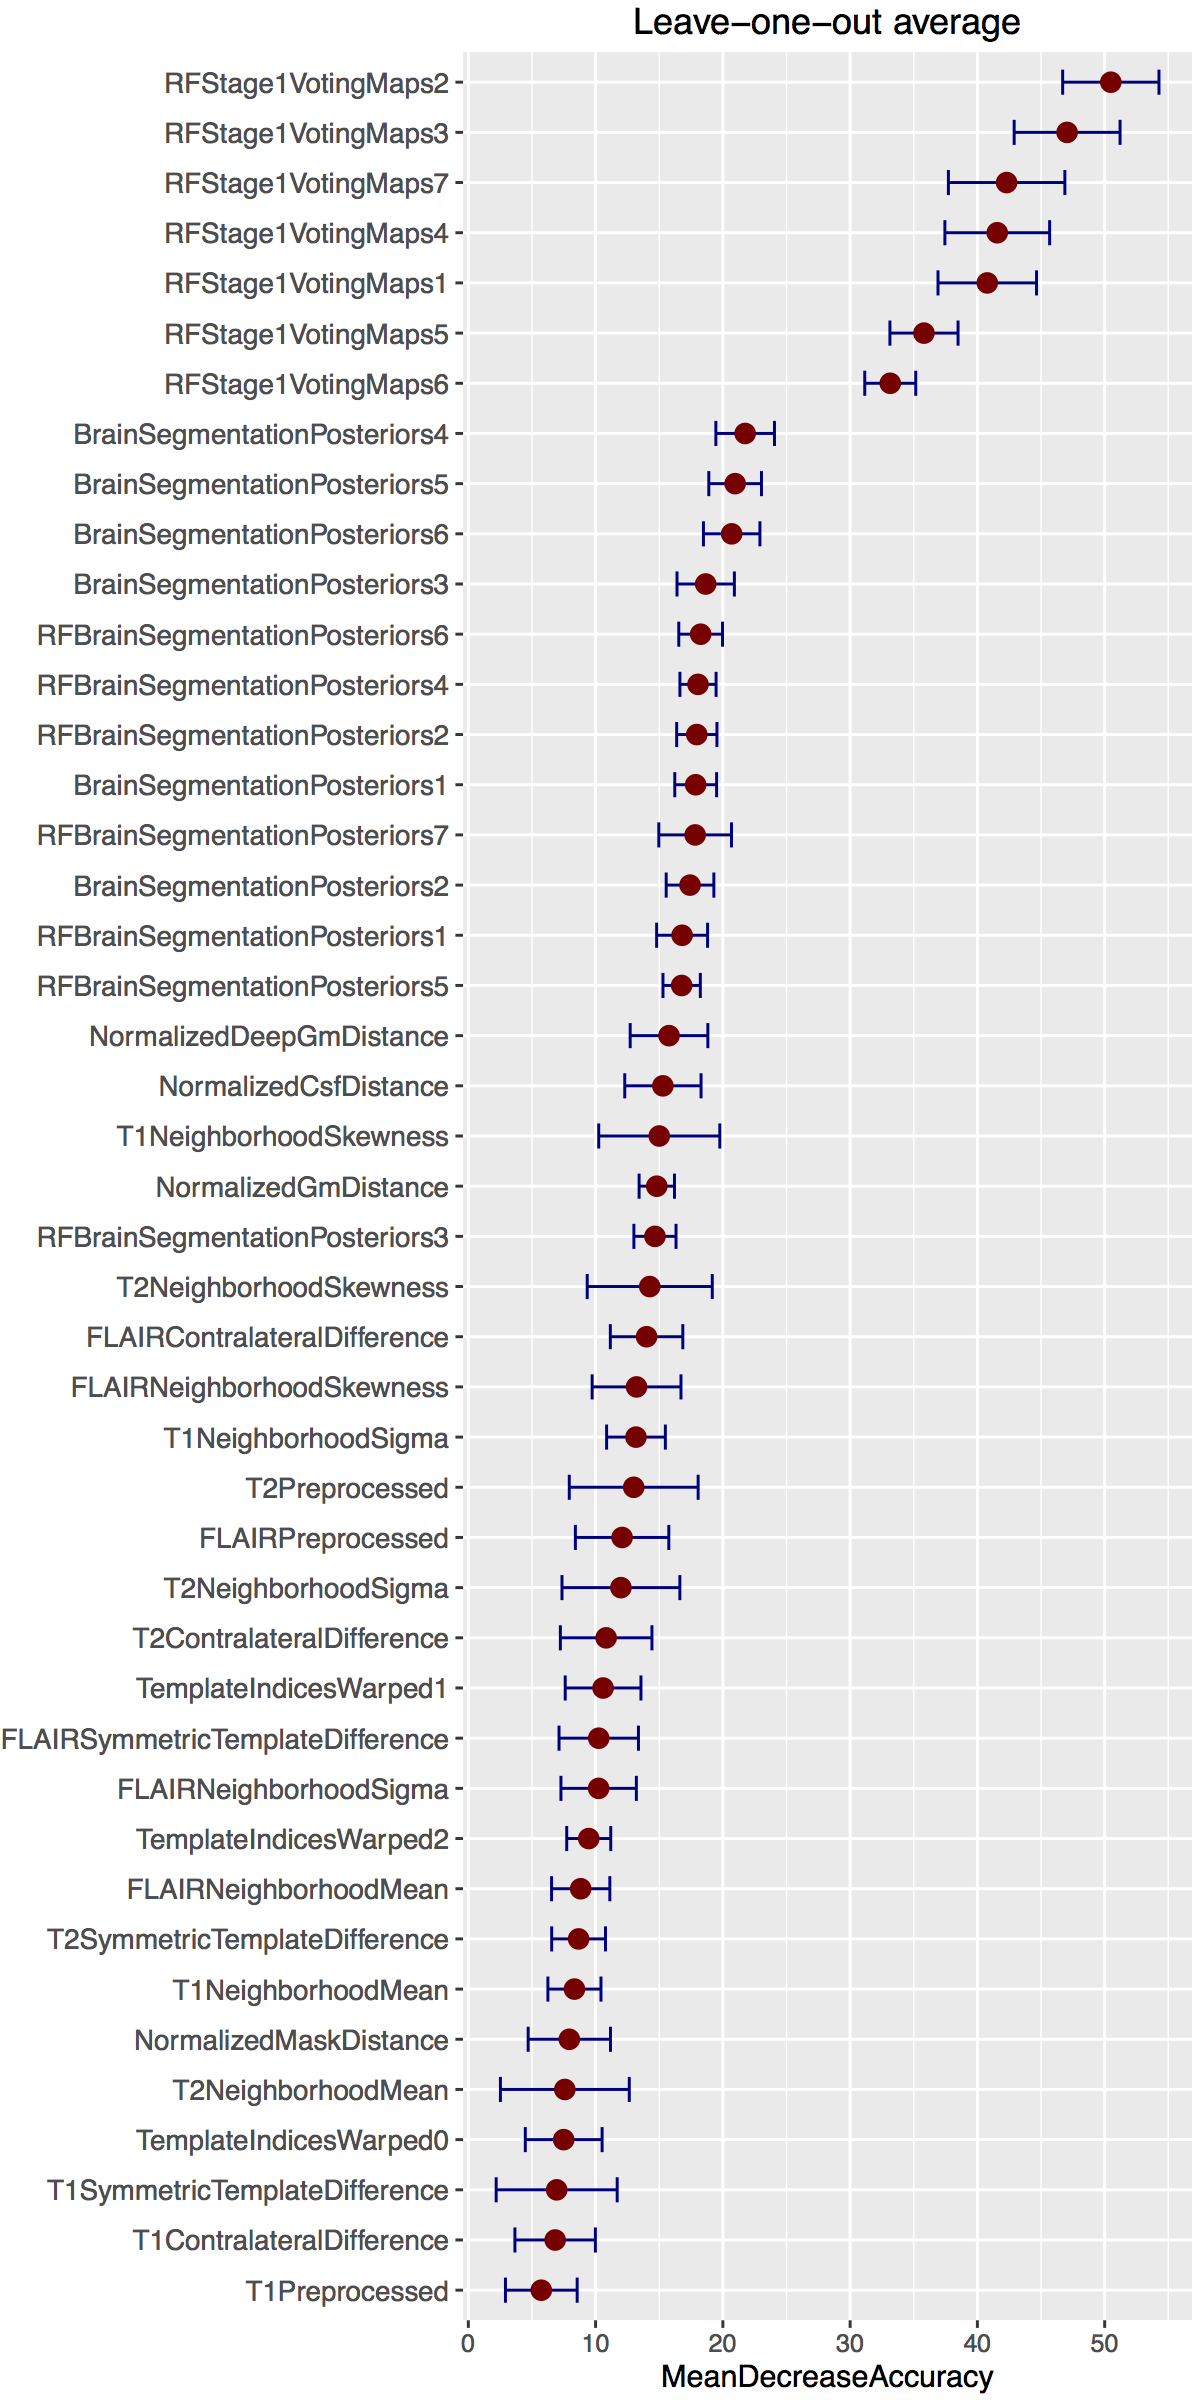 Leave−one−out average
RFStage1VotingMaps2
RFStage1VotingMaps3
RFStage1VotingMaps7
RFStage1VotingMaps4
RFStage1VotingMaps1
RFStage1VotingMaps5
RFStage1VotingMaps6
BrainSegmentationPosteriors4
BrainSegmentationPosteriors5
BrainSegmentationPosteriors6
BrainSegmentationPosteriors3
RFBrainSegmentationPosteriors6
RFBrainSegmentationPosteriors4
RFBrainSegmentationPosteriors2
BrainSegmentationPosteriors1
RFBrainSegmentationPosteriors7
BrainSegmentationPosteriors2
RFBrainSegmentationPosteriors1
RFBrainSegmentationPosteriors5
NormalizedDeepGmDistance
NormalizedCsfDistance
T1NeighborhoodSkewness
NormalizedGmDistance
RFBrainSegmentationPosteriors3
T2NeighborhoodSkewness
FLAIRContralateralDifference
FLAIRNeighborhoodSkewness
T1NeighborhoodSigma
T2Preprocessed
FLAIRPreprocessed
T2NeighborhoodSigma
T2ContralateralDifference
TemplateIndicesWarped1
FLAIRSymmetricTemplateDifference
FLAIRNeighborhoodSigma
TemplateIndicesWarped2
FLAIRNeighborhoodMean
T2SymmetricTemplateDifference
T1NeighborhoodMean
NormalizedMaskDistance
T2NeighborhoodMean
TemplateIndicesWarped0
T1SymmetricTemplateDifference
T1ContralateralDifference
T1Preprocessed
0 10 20 30 40 50
MeanDecreaseAccuracy